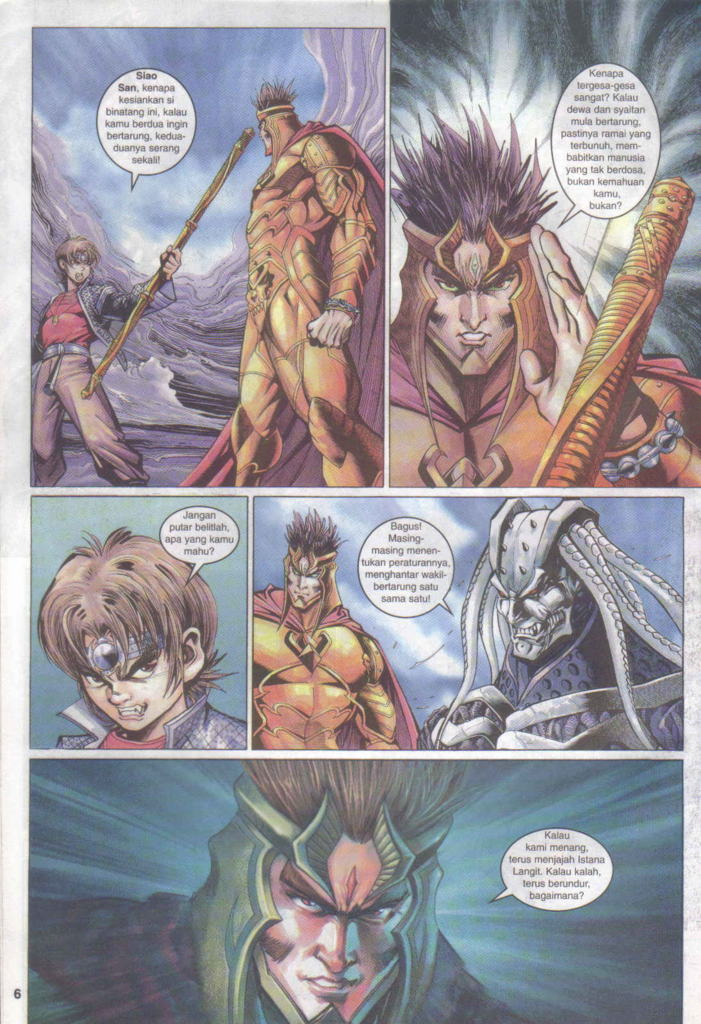 Siao
San, kenapa
kesiankan si
binatang ini, kalau
kamu berdua ingin
bertarung, kedua-
duanya serang
sekali!
Kenapa
tergesa-gesa
sangat? Kalau
dewa dan syaitan
mula bertarung,
pastinya ramai yang
terbunuh, mem-
babitkan manusia
yang tak berdosa,
bukan kemahuan
kamu,
bukan?
Jangan
putar belitlah,
apa yang kamu
mahu?
Bagus!
Masing-
masing menen-
tukan peraturannya,
menghantar wakil-
bertarung satu
sama satu!
Kalau
kami menang,
terus menjajah Istana
Langit. Kalau kalah,
terus berundur,
bagaimana?
6